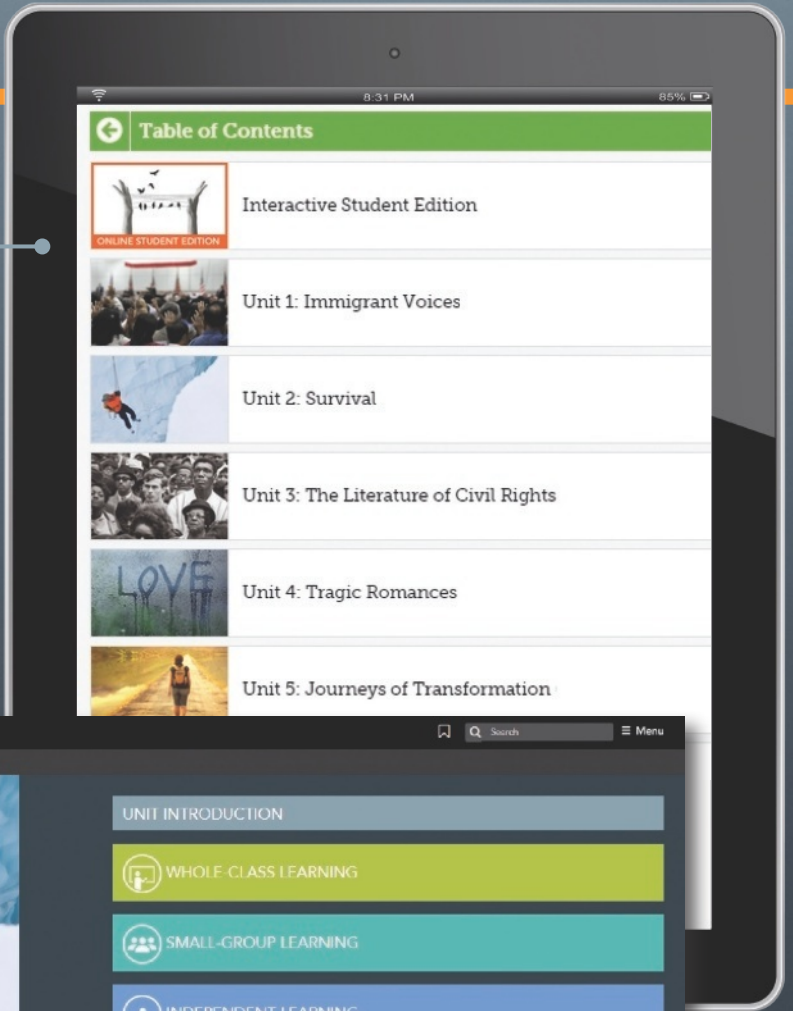 8:31 PM
85%
Table of Contents
ONLINE STUDENT EDITION
Interactive Student Edition
Unit 1: Immigrant Voices
Unit 2: Survival
Unit 3: The Literature of Civil Rights
LOVE
Unit 4: Tragic Romances
Unit 5: Journeys of Transformation
Search
Menu
UNIT INTRODUCTION
WHOLE-CLASS LEARNING
SMALL-GROUP LEARNING
INDEPENDENT LEARNING